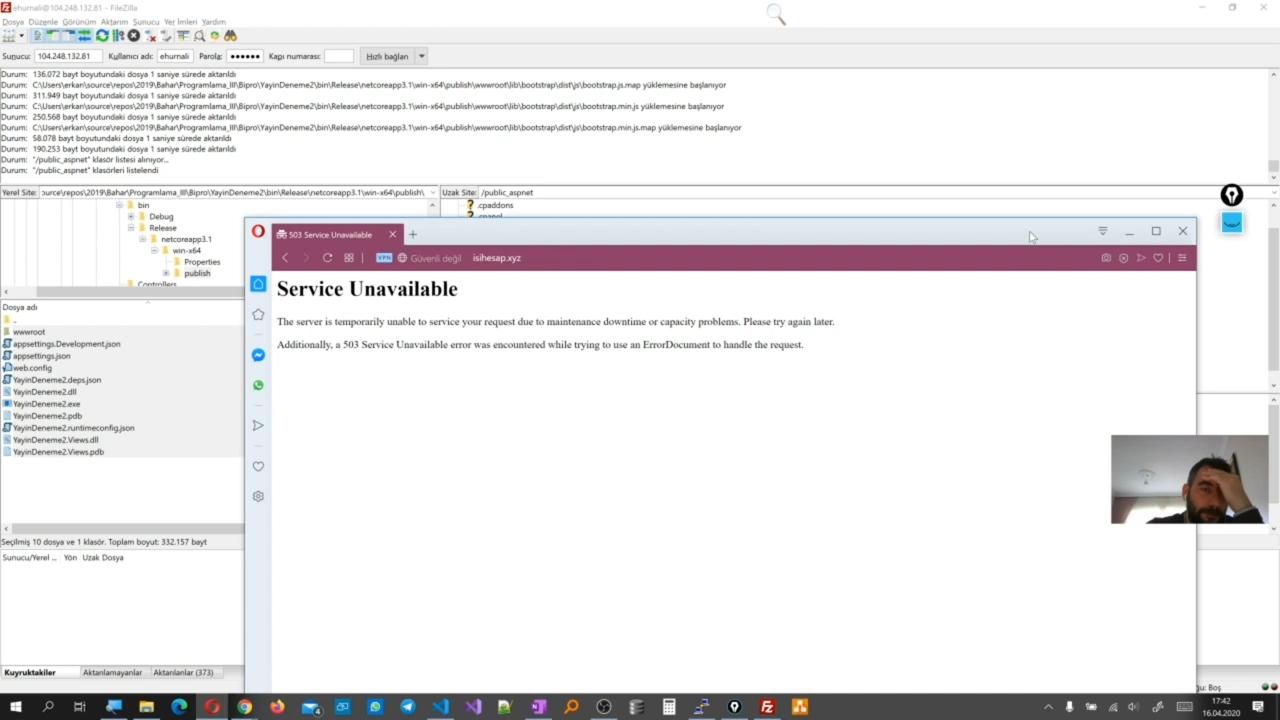 ehurnali@104.248.132.81 - FileZilla
Dosya Düzenle Görünüm Aktarım Sunucu Yer İmleri Yardım
Sunucu: 104.248.132.81 Kullanıcı adı: ehurnali Parola: ●●●●●● Kapı numarası: Hızlı bağlan
Durum: 136.072 bayt boyutundaki dosya 1 saniye sürede aktarıldı
Durum: C:\Users\erkan\source\repos\2019\Bahar\Programlama_III\Bipro\YayinDeneme2\bin\Release\netcoreapp3.1\win-x64\publish\wwwroot\lib\bootstrap\dist\js\bootstrap.js.map yüklemesine başlanıyor
Durum: 311.949 bayt boyutundaki dosya 1 saniye sürede aktarıldı
Durum: C:\Users\erkan\source\repos\2019\Bahar\Programlama_III\Bipro\YayinDeneme2\bin\Release\netcoreapp3.1\win-x64\publish\wwwroot\lib\bootstrap\dist\js\bootstrap.min.js yüklemesine başlanıyor
Durum: 250.568 bayt boyutundaki dosya 1 saniye sürede aktarıldı
Durum: C:\Users\erkan\source\repos\2019\Bahar\Programlama_III\Bipro\YayinDeneme2\bin\Release\netcoreapp3.1\win-x64\publish\wwwroot\lib\bootstrap\dist\js\bootstrap.min.js.map yüklemesine başlanıyor
Durum: 58.078 bayt boyutundaki dosya 1 saniye sürede aktarıldı
Durum: 190.253 bayt boyutundaki dosya 1 saniye sürede aktarıldı
Durum: "/public_aspnet" klasör listesi alınıyor...
Durum: "/public_aspnet" klasörleri listelendi
Yerel Site: ource\repos\2019\Bahar\Programlama_III\Bipro\YayinDeneme2\bin\Release\netcoreapp3.1\win-x64\publish\ Uzak Site: /public_aspnet
bin
Debug
Release
netcoreapp3.1
win-x64
Properties
publish
Controllers
.cpaddons
.cpanel
Dosya adı
..
wwwroot
appsettings.Development.json
appsettings.json
web.config
YayinDeneme2.deps.json
YayinDeneme2.dll
YayinDeneme2.exe
YayinDeneme2.pdb
YayinDeneme2.runtimeconfig.json
YayinDeneme2.Views.dll
YayinDeneme2.Views.pdb
Seçilmiş 10 dosya ve 1 klasör. Toplam boyut: 332.157 bayt
Sunucu/Yerel ... Yön Uzak Dosya
Kuyruktakiler Aktarılamayanlar Aktarılanlar (373)
503 Service Unavailable
VPN Güvenli değil isihesap.xyz
Service Unavailable
The server is temporarily unable to service your request due to maintenance downtime or capacity problems. Please try again later.
Additionally, a 503 Service Unavailable error was encountered while trying to use an ErrorDocument to handle the request.
ğu: Boş
4
17:42
16.04.2020